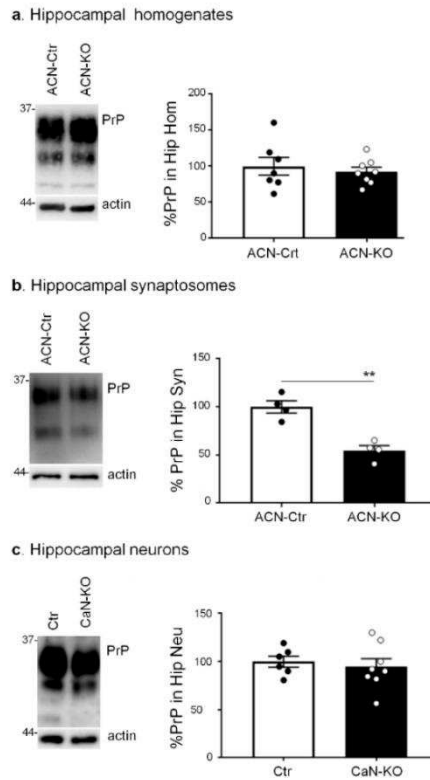 a. Hippocampal homogenates
ACN-Ctr
ACN-KO
37-
PrP
44-
actin
%PrP in Hip Hom
200
150
100
50
0
ACN-Crt
ACN-KO
b. Hippocampal synaptosomes
ACN-Ctr
ACN-KO
37-
PrP
44-
actin
% PrP in Hip Syn
150
100
50
0
**
ACN-Ctr
ACN-KO
c. Hippocampal neurons
Ctr
CaN-KO
37-
PrP
44-
actin
%PrP in Hip Neu
150
100
50
0
Ctr
CaN-KO